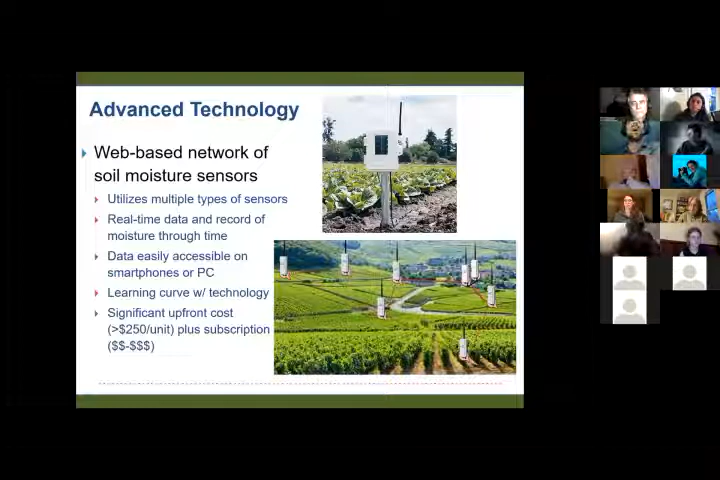 Advanced Technology
Web-based network of
soil moisture sensors
Utilizes multiple types of sensors
Real-time data and record of
moisture through time
Data easily accessible on
smartphones or PC
Learning curve w/ technology
Significant upfront cost
(>$250/unit) plus subscription
($$-$$$)